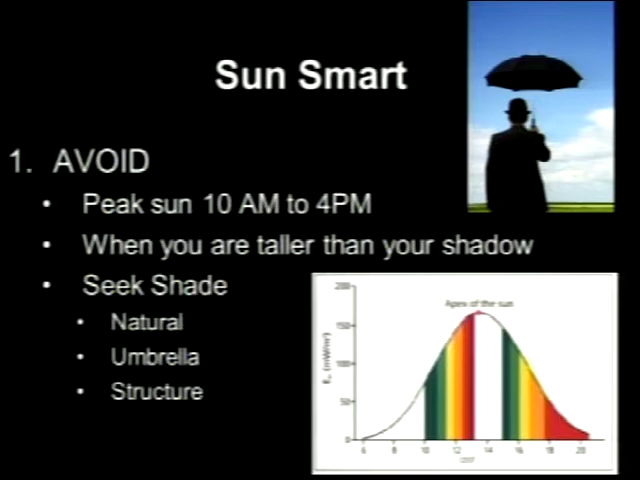 Sun Smart
1. AVOID
• Peak sun 10 AM to 4PM
• When you are taller than your shadow
• Seek Shade
• Natural
• Umbrella
• Structure
Apex of the sun
200
150
100
50
0
6 8 10 12 14 16 18 20